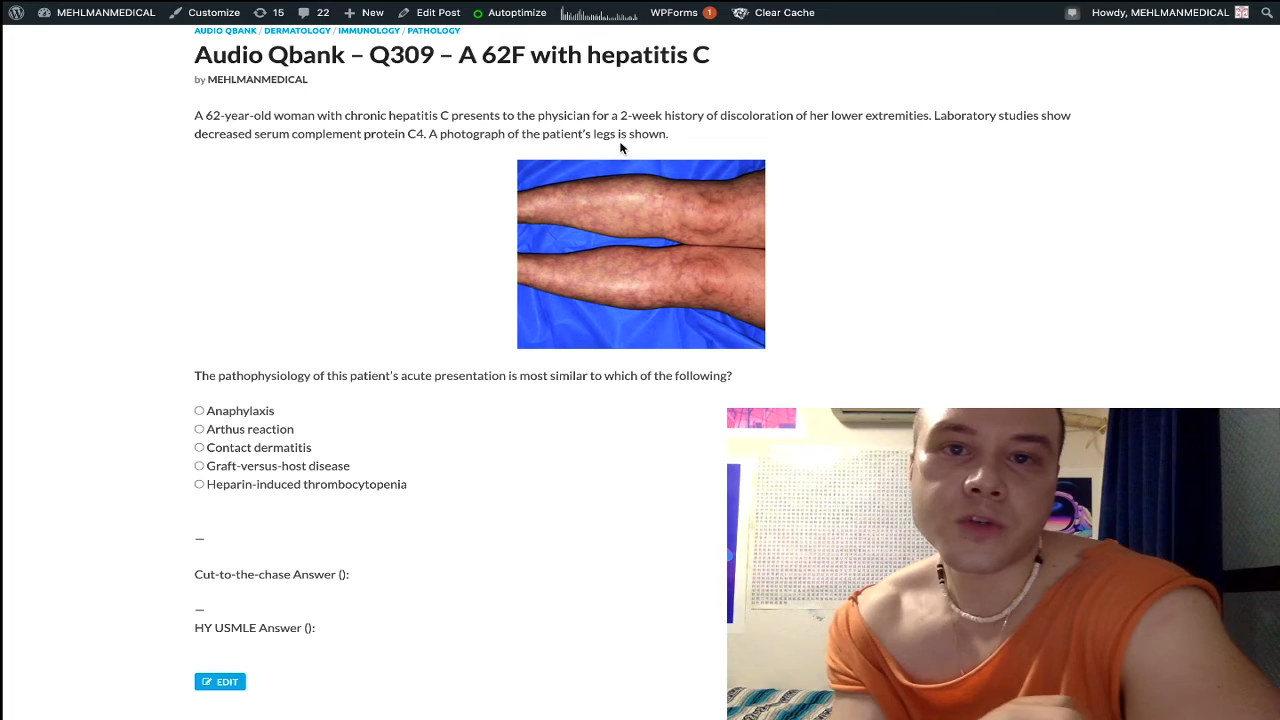 MEHLMANMEDICAL Customize 15 22 New Edit Post Autoptimize WPForms 1 Clear Cache Howdy, MEHLMANMEDICAL
AUDIO QBANK / DERMATOLOGY / IMMUNOLOGY / PATHOLOGY
Audio Qbank – Q309 – A 62F with hepatitis C
by MEHLMANMEDICAL
A 62-year-old woman with chronic hepatitis C presents to the physician for a 2-week history of discoloration of her lower extremities. Laboratory studies show
decreased serum complement protein C4. A photograph of the patient’s legs is shown.
The pathophysiology of this patient’s acute presentation is most similar to which of the following?
Anaphylaxis
Arthus reaction
Contact dermatitis
Graft-versus-host disease
Heparin-induced thrombocytopenia
—
Cut-to-the-chase Answer ():
—
HY USMLE Answer ():
EDIT